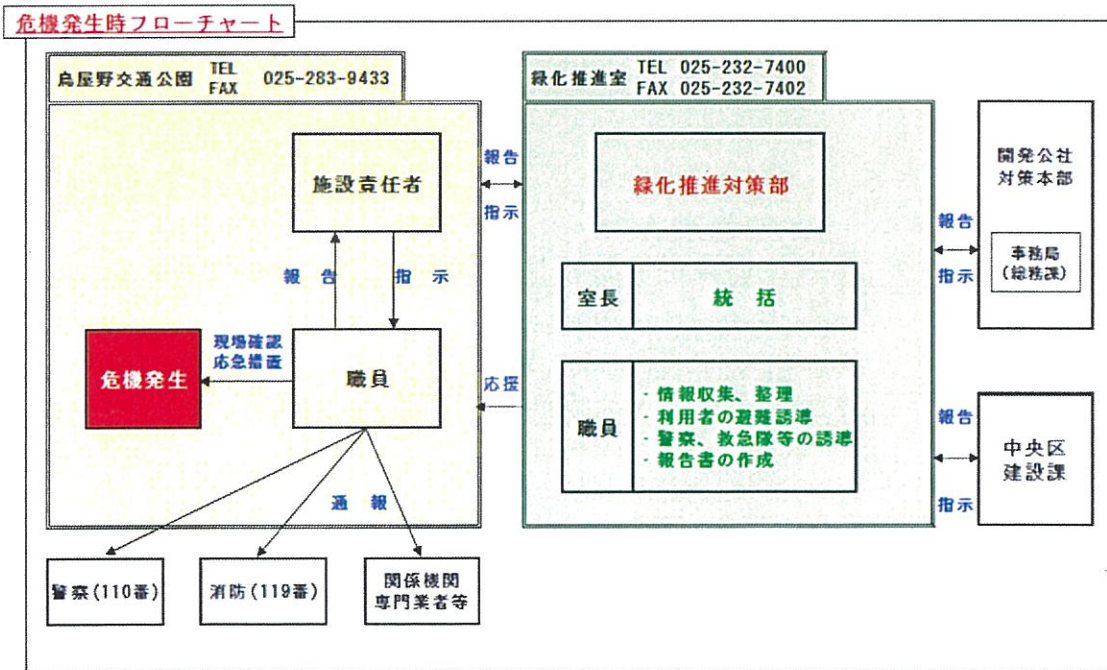 危機発生時フローチャート
鳥屋野交通公園 TEL FAX 025-283-9433
緑化推進室 TEL 025-232-7400
FAX 025-232-7402
施設責任者
報告
指示
報告
指示
危機発生
現場確認
応急措置
職員
応援
通報
警察(110番)
消防(119番)
関係機関
専門業者等
緑化推進対策部
室長
統括
職員
・情報収集、整理
・利用者の避難誘導
・警察、救急隊等の誘導
・報告書の作成
報告
指示
開発公社
対策本部
事務局
(総務課)
報告
指示
中央区
建設課